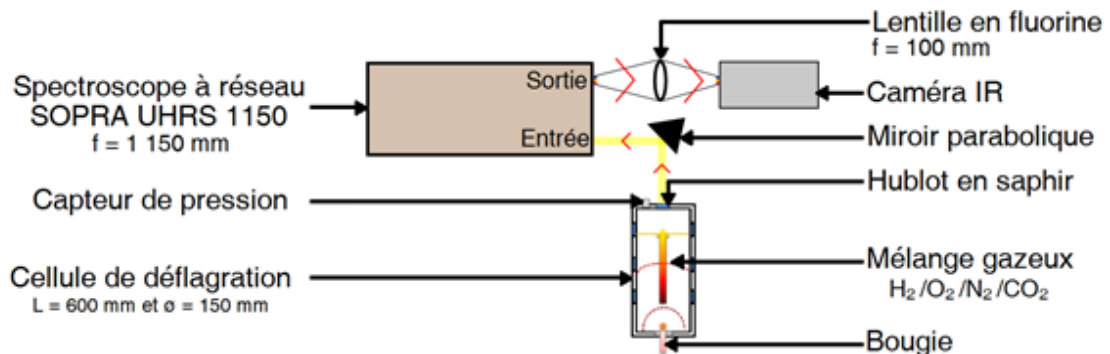 Spectroscope à réseau
SOPRA UHRS 1150
f = 1 150 mm
Capteur de pression
Cellule de déflagration
L = 600 mm et ø = 150 mm
Sortie
Entrée
Lentille en fluorine
f = 100 mm
Caméra IR
Miroir parabolique
Hublot en saphir
Mélange gazeux
H₂/O₂/N₂/CO₂
Bougie